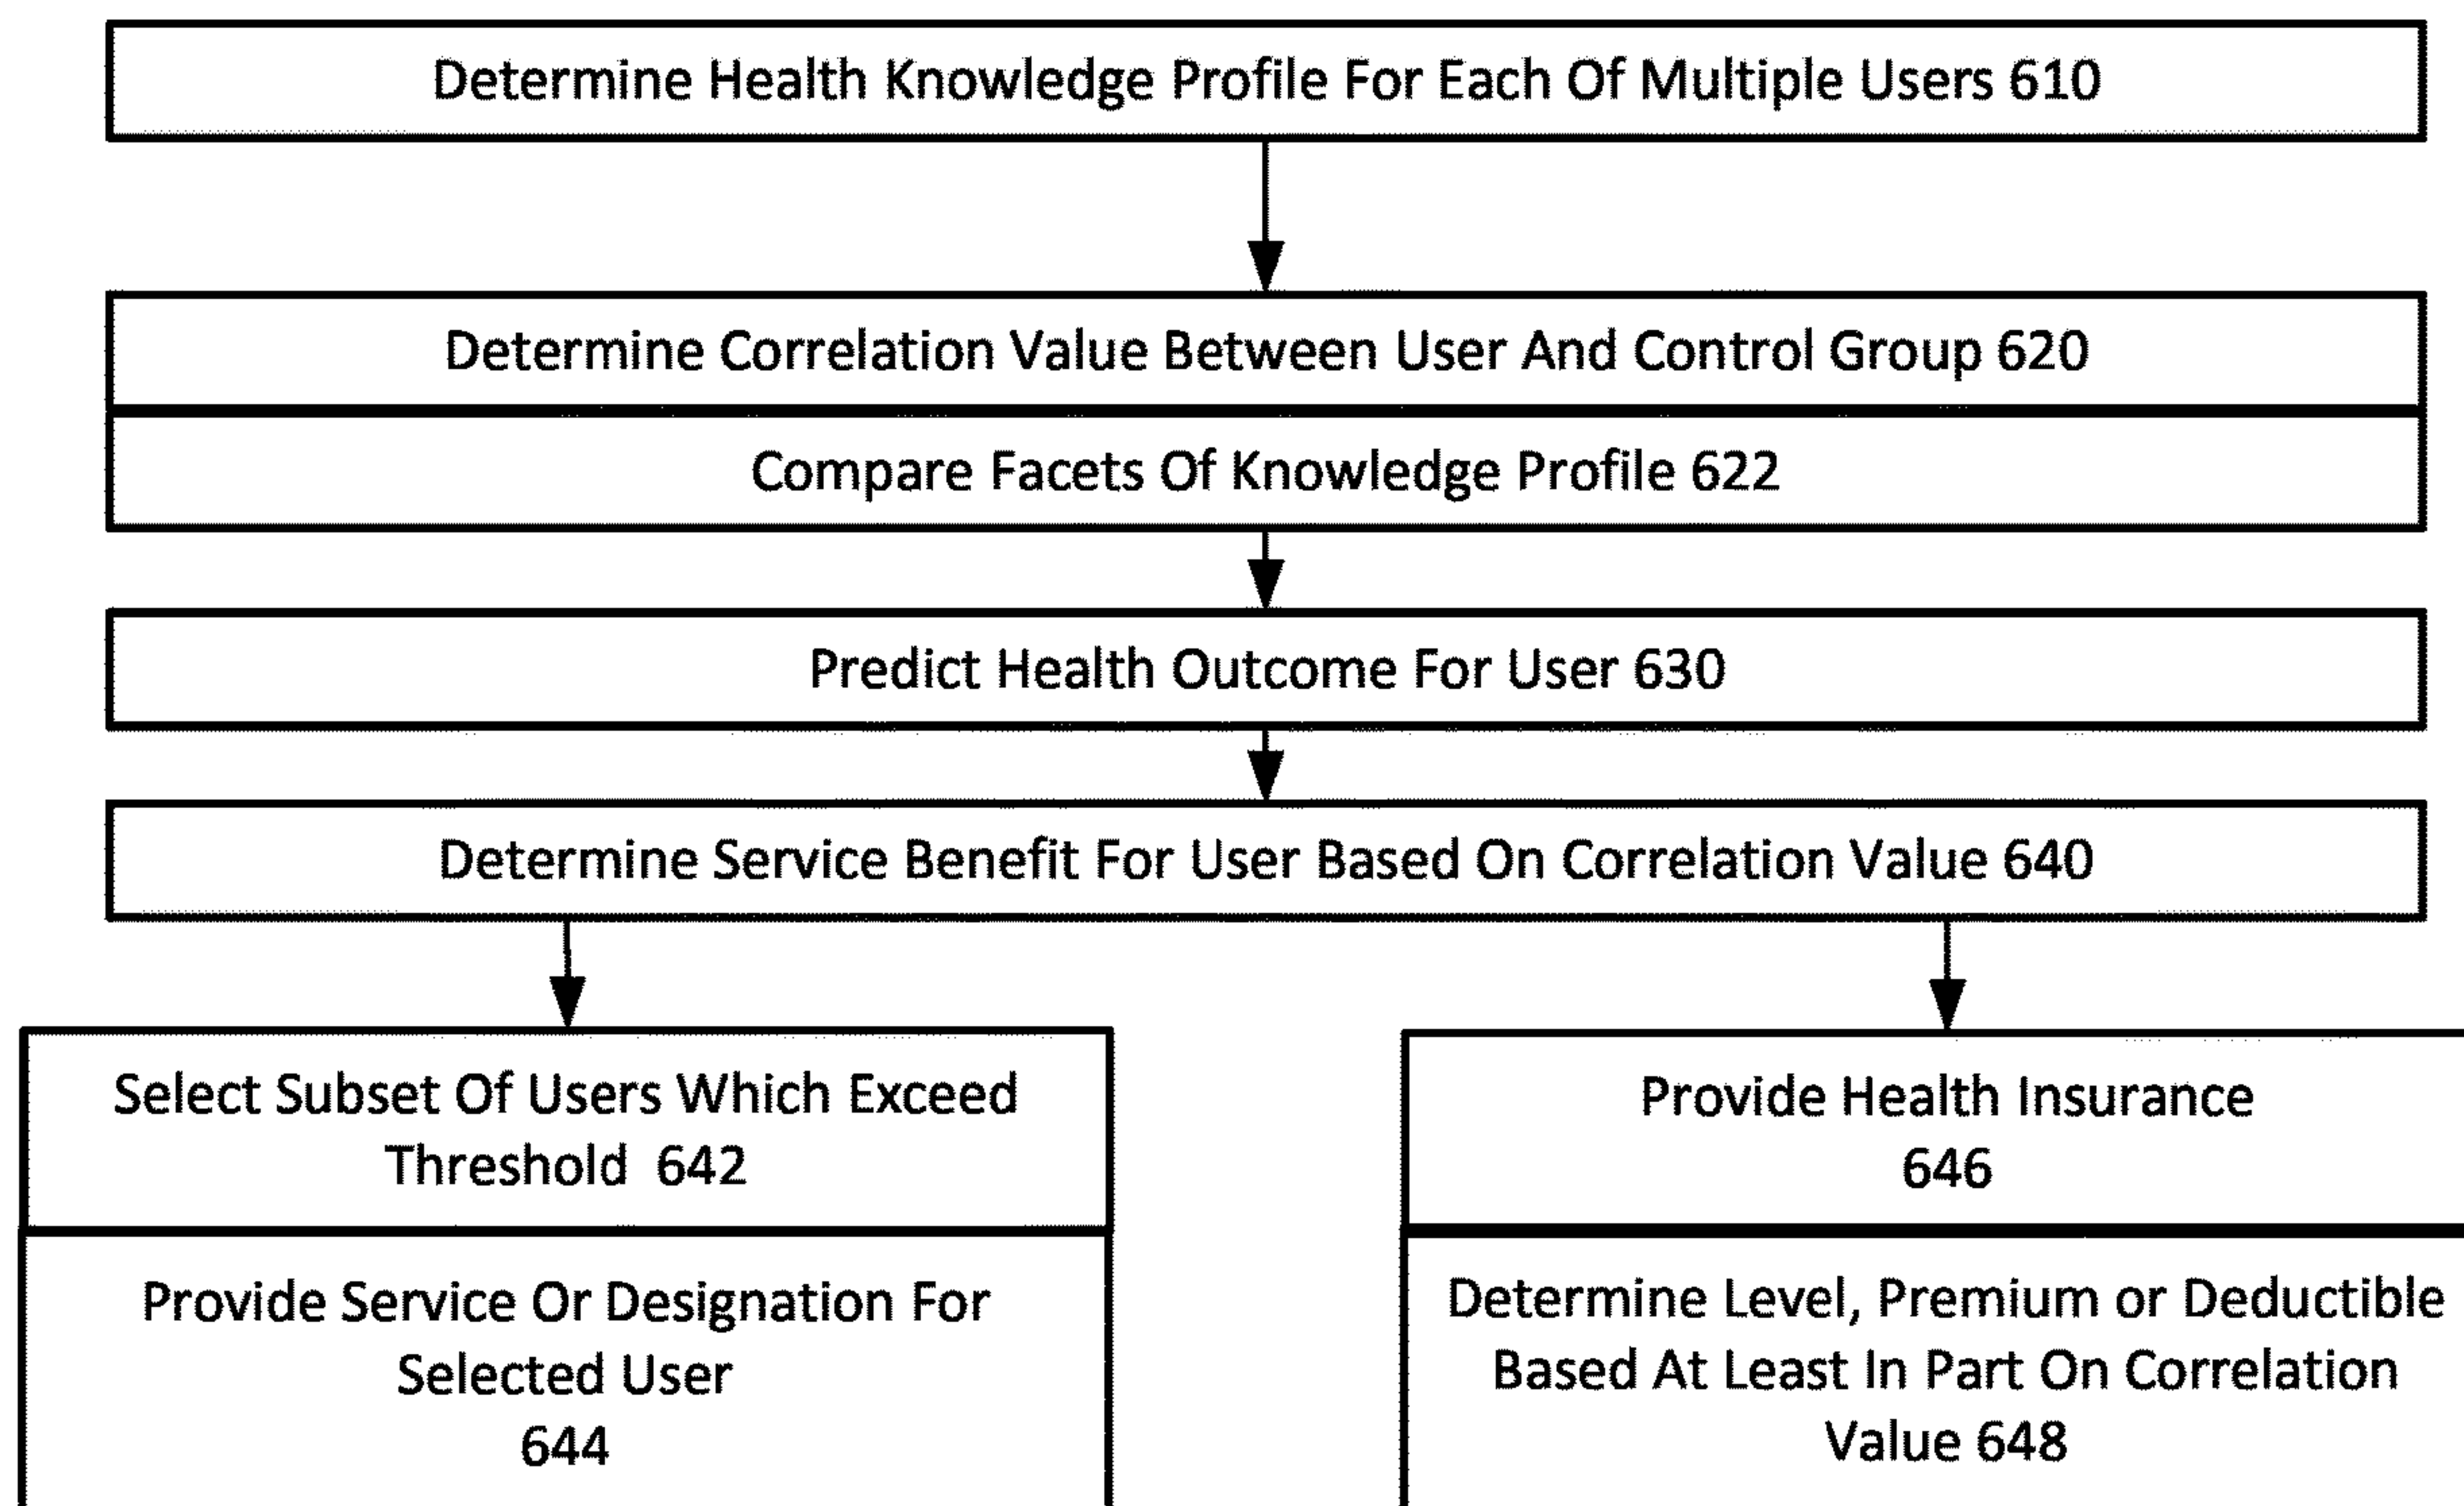 Determine Health Knowledge Profile For Each Of Multiple Users 610
Determine Correlation Value Between User And Control Group 620
Compare Facets Of Knowledge Profile 622
Predict Health Outcome For User 630
Determine Service Benefit For User Based On Correlation Value 640
Select Subset Of Users Which Exceed
Threshold 642
Provide Service Or Designation For
Selected User
644
Provide Health Insurance
646
Determine Level, Premium or Deductible
Based At Least In Part On Correlation
Value 648